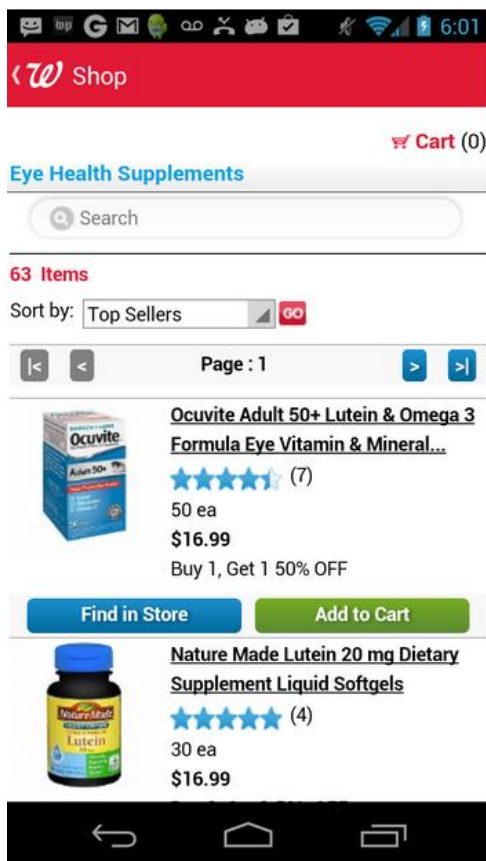 wp G M 6:01
W Shop
Cart (0)
Eye Health Supplements
Search
63 Items
Sort by: Top Sellers GO
|< < Page : 1 > >|
Ocuvite Adult 50+ Lutein & Omega 3
Formula Eye Vitamin & Mineral...
Ocuvite
Adult 50+
(7)
50 ea
$16.99
Buy 1, Get 1 50% OFF
Find in Store Add to Cart
Nature Made Lutein 20 mg Dietary
Supplement Liquid Softgels
Nature Made
Lutein
(4)
30 ea
$16.99